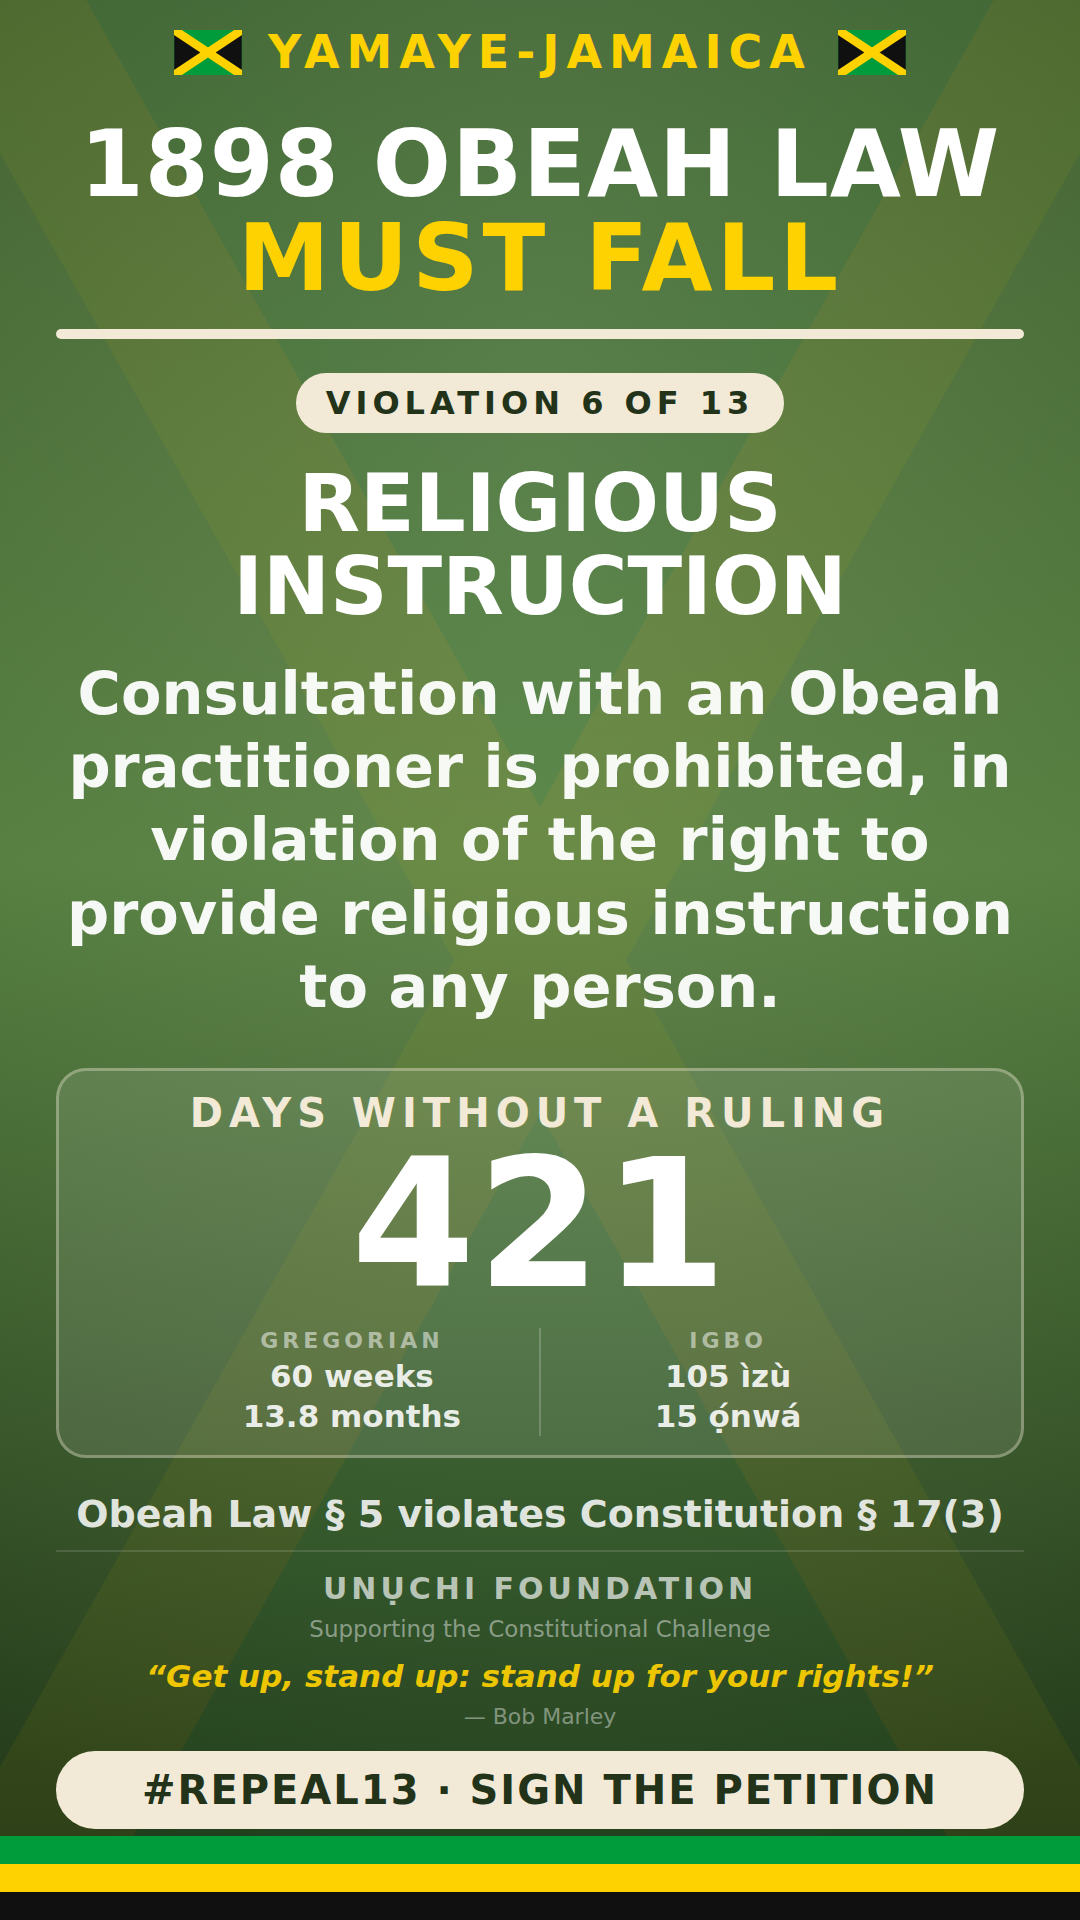 YAMAYE-JAMAICA
1898 OBEAH LAW
MUST FALL
VIOLATION 6 OF 13
RELIGIOUS
INSTRUCTION
Consultation with an Obeah
practitioner is prohibited, in
violation of the right to
provide religious instruction
to any person.
DAYS WITHOUT A RULING
421
GREGORIAN
60 weeks
13.8 months
IGBO
105 ìzù
15 ọ́nwá
Obeah Law § 5 violates Constitution § 17(3)
UNỤCHI FOUNDATION
Supporting the Constitutional Challenge
“Get up, stand up: stand up for your rights!”
— Bob Marley
#REPEAL13 · SIGN THE PETITION